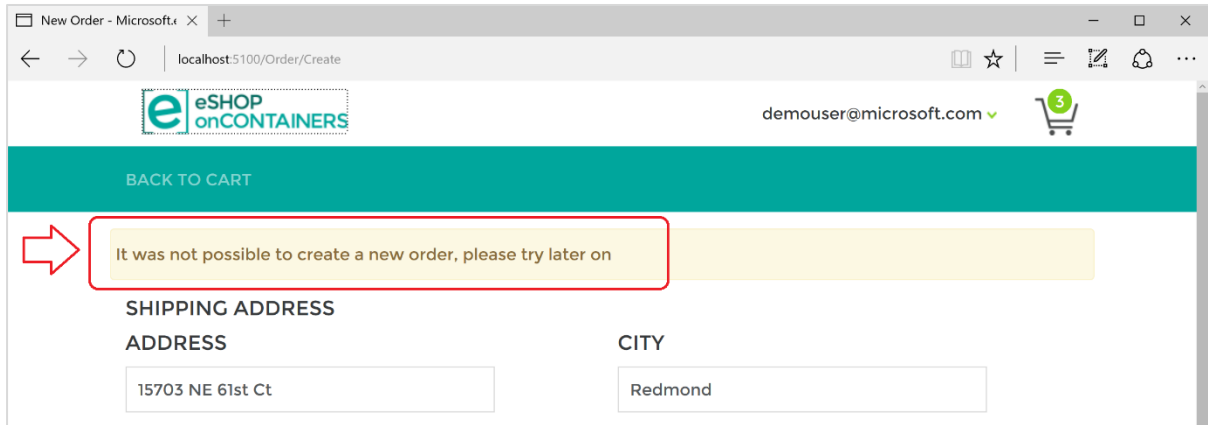 New Order - Microsoft.e
localhost:5100/Order/Create
eSHOP
onCONTAINERS
demouser@microsoft.com
3
BACK TO CART
It was not possible to create a new order, please try later on
SHIPPING ADDRESS
ADDRESS
CITY
15703 NE 61st Ct
Redmond